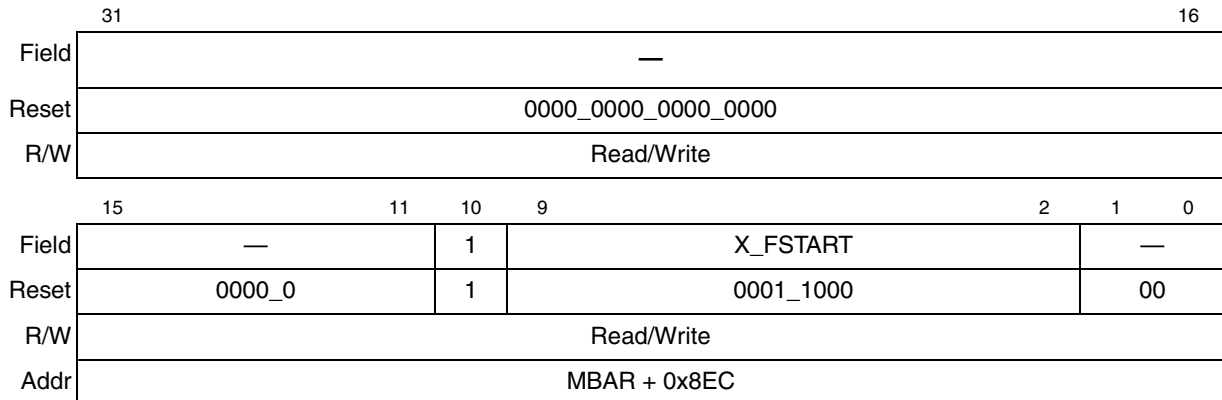 31 16
Field —
Reset 0000_0000_0000_0000
R/W Read/Write
15 11 10 9 2 1 0
Field — 1 X_FSTART —
Reset 0000_0 1 0001_1000 00
R/W Read/Write
Addr MBAR + 0x8EC